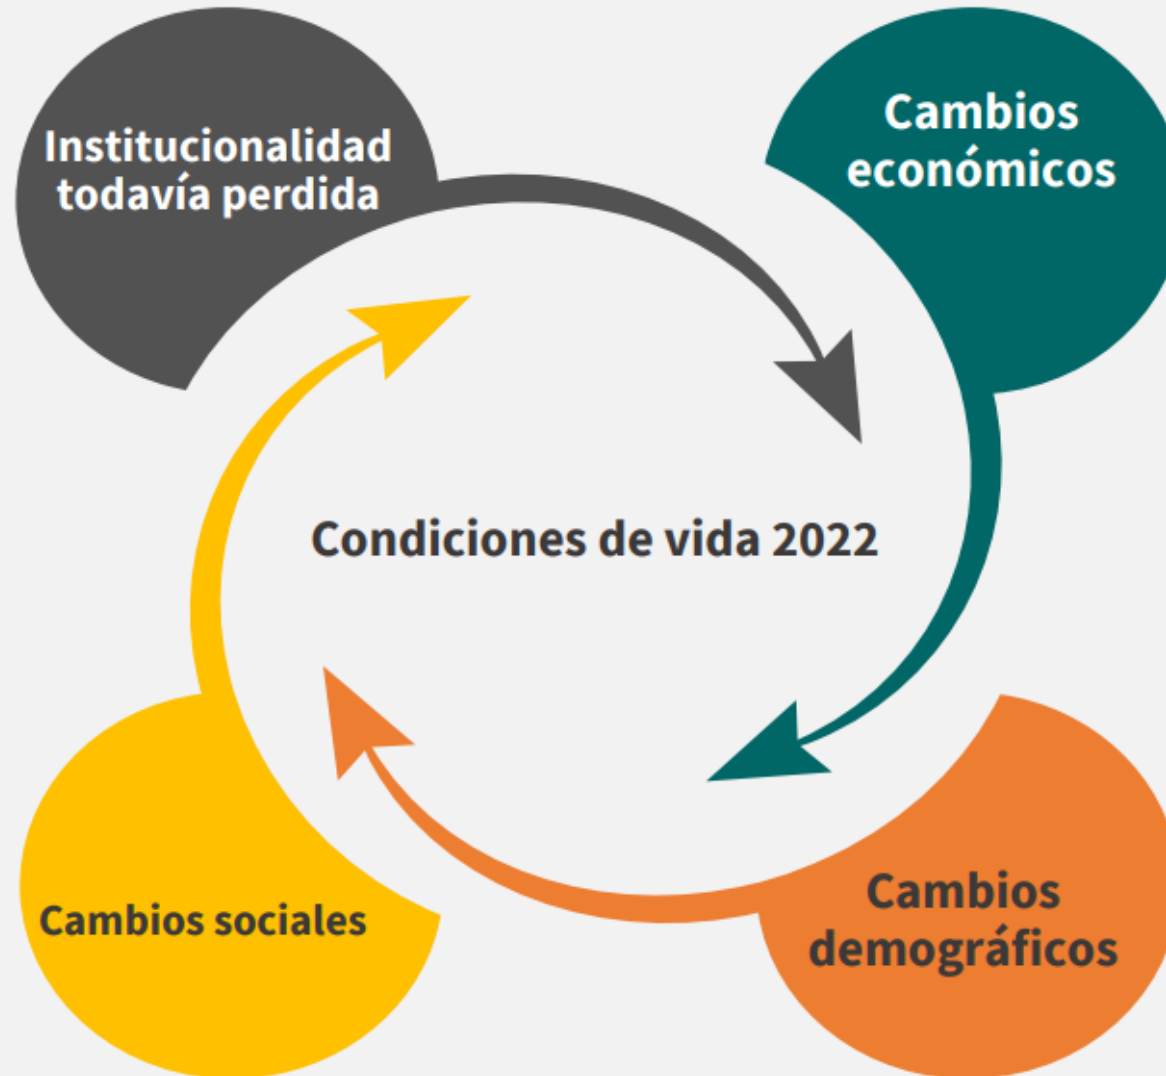 Institucionalidad
todavía perdida
Cambios
económicos
Condiciones de vida 2022
Cambios sociales
Cambios
demográficos